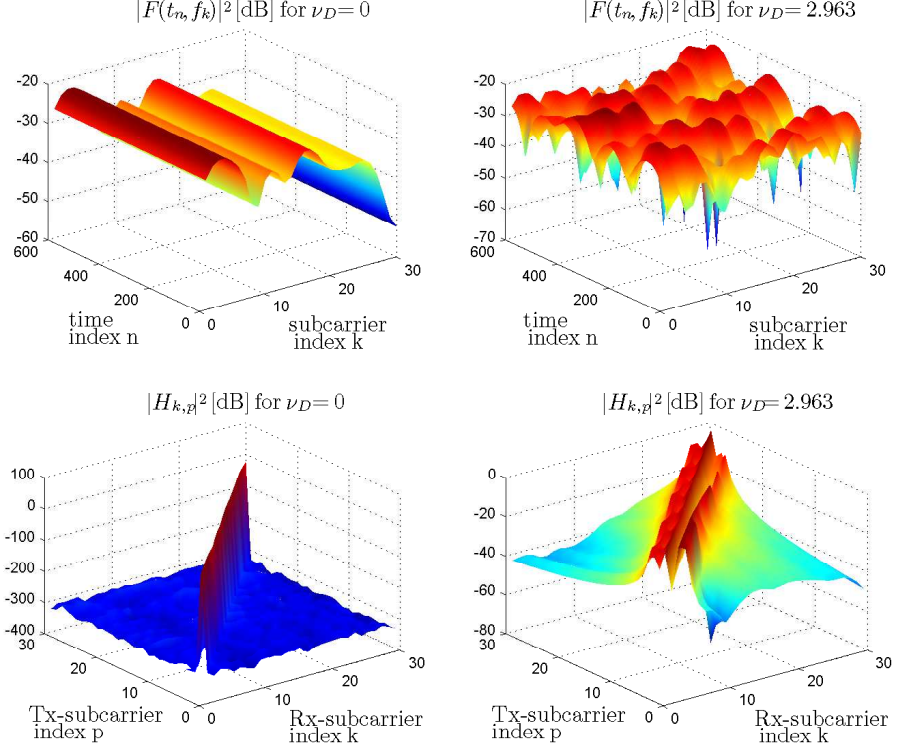 |F(t_n, f_k)|² [dB] for ν_D = 0
-20
-30
-40
-50
-60
600
400
200
0
0
10
20
30
time
index n
subcarrier
index k
|F(t_n, f_k)|² [dB] for ν_D = 2.963
-20
-30
-40
-50
-60
-70
600
400
200
0
0
10
20
30
time
index n
subcarrier
index k
|H_{k,p}|² [dB] for ν_D = 0
100
0
-100
-200
-300
-400
30
20
10
0
0
10
20
30
Tx-subcarrier
index p
Rx-subcarrier
index k
|H_{k,p}|² [dB] for ν_D = 2.963
0
-20
-40
-60
-80
30
20
10
0
0
10
20
30
Tx-subcarrier
index p
Rx-subcarrier
index k